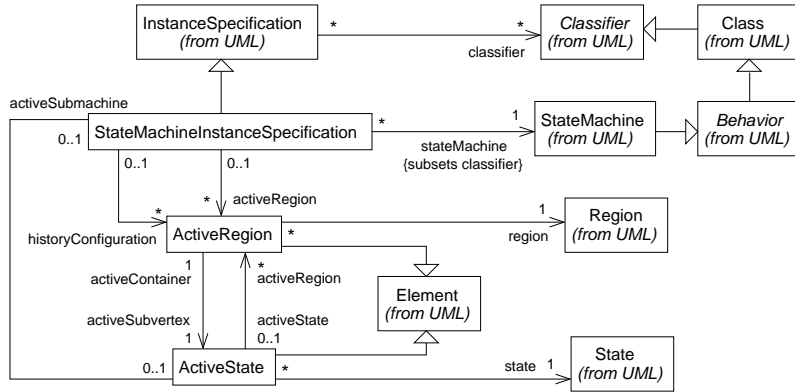 InstanceSpecification
(from UML)
*
*
classifier
Classifier
(from UML)
Class
(from UML)
activeSubmachine
0..1
StateMachineInstanceSpecification
*
1
stateMachine
{subsets classifier}
StateMachine
(from UML)
Behavior
(from UML)
0..1
0..1
*
*
activeRegion
historyConfiguration
ActiveRegion
*
1
region
Region
(from UML)
1
activeContainer
*
activeRegion
Element
(from UML)
activeSubvertex
1
activeState
0..1
0..1
ActiveState
*
state
1
State
(from UML)